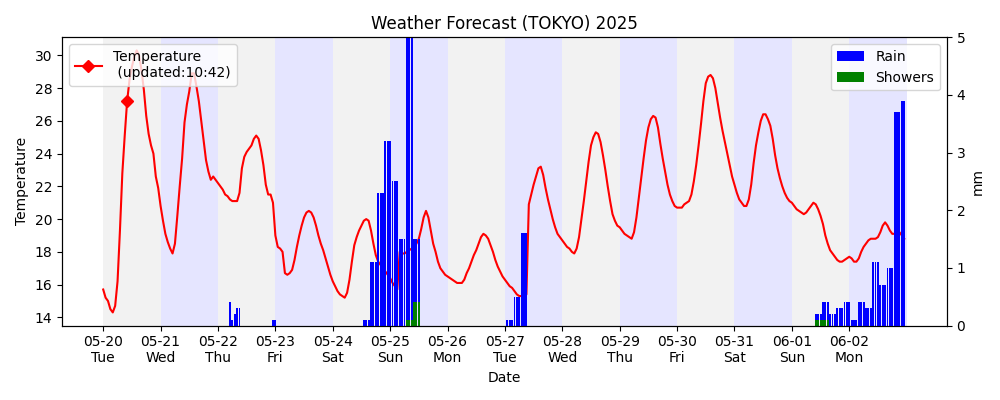 Weather Forecast (TOKYO) 2025
Temperature
(updated:10:42)
Rain
Showers
Temperature
30
28
26
24
22
20
18
16
14
5
4
3
2
1
0
mm
05-20 05-21 05-22 05-23 05-24 05-25 05-26 05-27 05-28 05-29 05-30 05-31 06-01 06-02
Tue Wed Thu Fri Sat Sun Mon Tue Wed Thu Fri Sat Sun Mon
Date